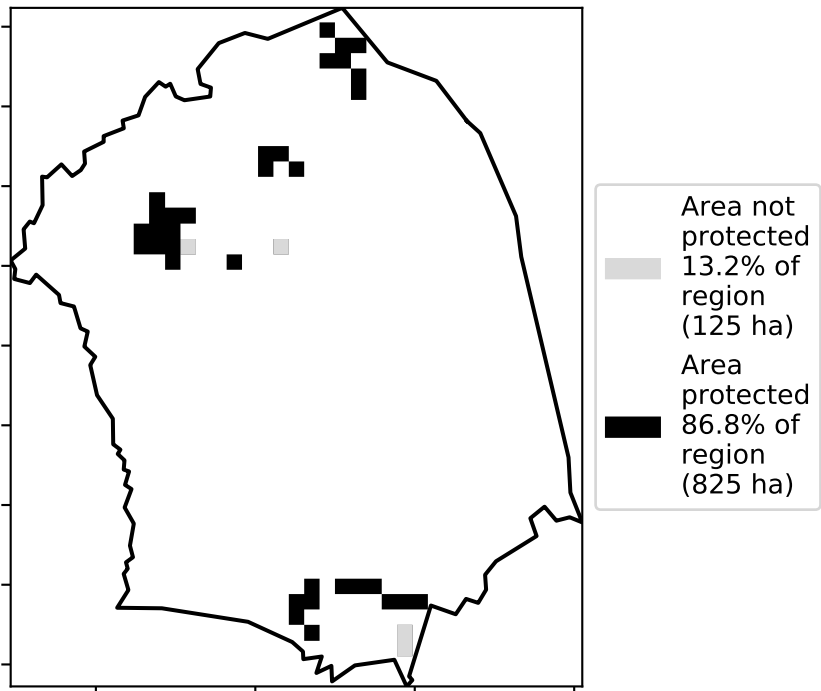 Area not
protected
13.2% of
region
(125 ha)
Area
protected
86.8% of
region
(825 ha)